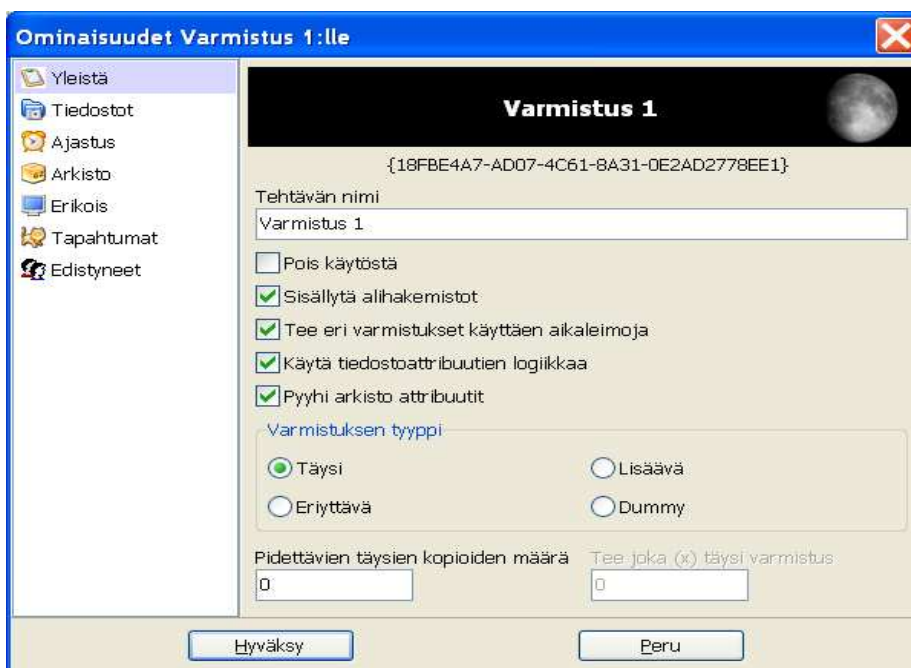 Ominaisuudet Varmistus 1:lle
Yleistä
Tiedostot
Ajastus
Arkisto
Erikois
Tapahtumat
Edistyneet
Varmistus 1
{18FBE4A7-AD07-4C61-8A31-0E2AD2778EE1}
Tehtävän nimi
Varmistus 1
Pois käytöstä
Sisällytä alihakemistot
Tee eri varmistukset käyttäen aikaleimoja
Käytä tiedostoattribuutien logiikkaa
Pyyhi arkisto attribuutit
Varmistuksen tyyppi
Täysi
Lisäävä
Eriyttävä
Dummy
Pidettävien täysien kopioiden määrä
Tee joka (x) täysi varmistus
0
0
Hyväksy
Peru